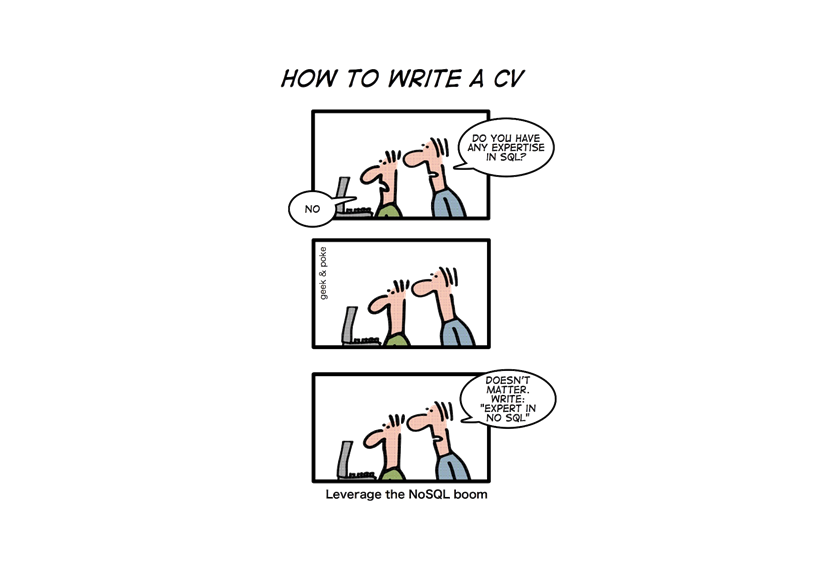 HOW TO WRITE A CV
DO YOU HAVE
ANY EXPERTISE
IN SQL?
NO
geek & poke
DOESN'T
MATTER.
WRITE:
"EXPERT IN
NO SQL"
Leverage the NoSQL boom